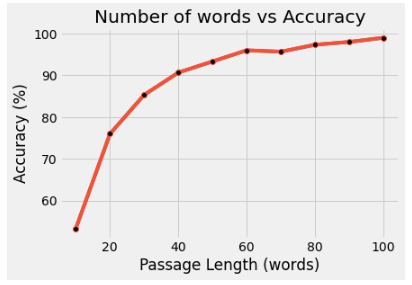 Number of words vs Accuracy
100
90
80
70
60
Accuracy (%)
20 40 60 80 100
Passage Length (words)